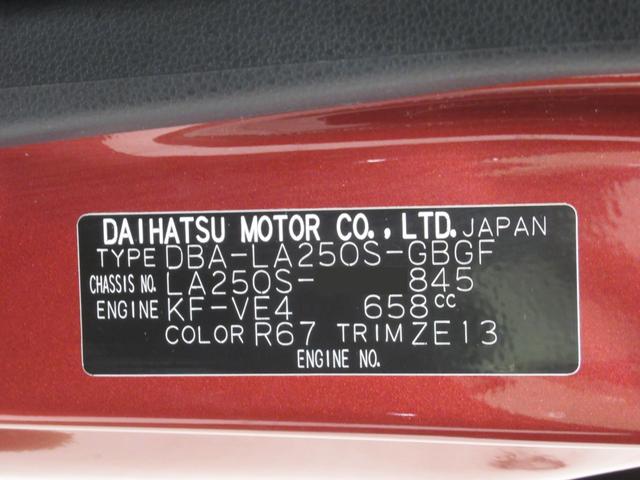 DAIHATSU MOTOR CO., LTD. JAPAN
TYPE DBA-LA250S-GBGF
CHASSIS NO. LA250S- 845
ENGINE KF-VE4 658cc
COLOR R67 TRIM ZE13
ENGINE NO.